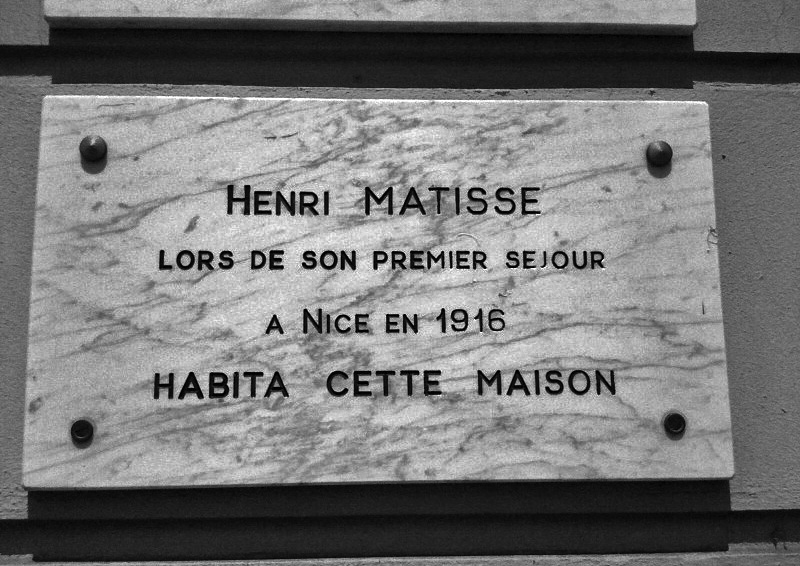 HENRI MATISSE
LORS DE SON PREMIER SEJOUR
A NICE EN 1916
HABITA CETTE MAISON